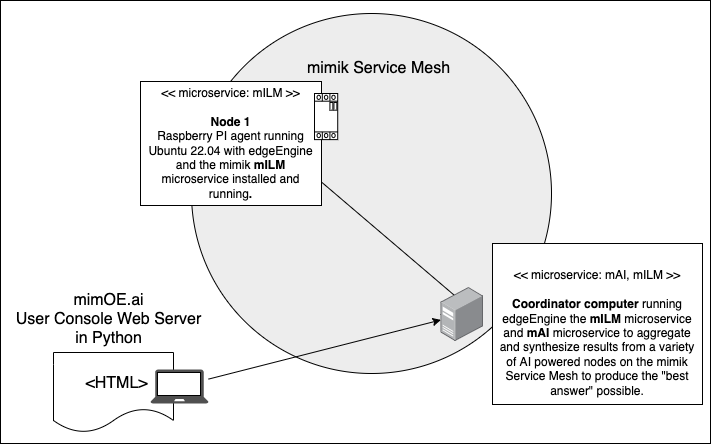 mimik Service Mesh
<< microservice: mILM >>
Node 1
Raspberry PI agent running
Ubuntu 22.04 with edgeEngine
and the mimik mILM
microservice installed and
running.
<< microservice: mAI, mILM >>
Coordinator computer running
edgeEngine the mILM microservice
and mAI microservice to aggregate
and synthesize results from a variety
of AI powered nodes on the mimik
Service Mesh to produce the "best
answer" possible.
mimOE.ai
User Console Web Server
in Python
<HTML>